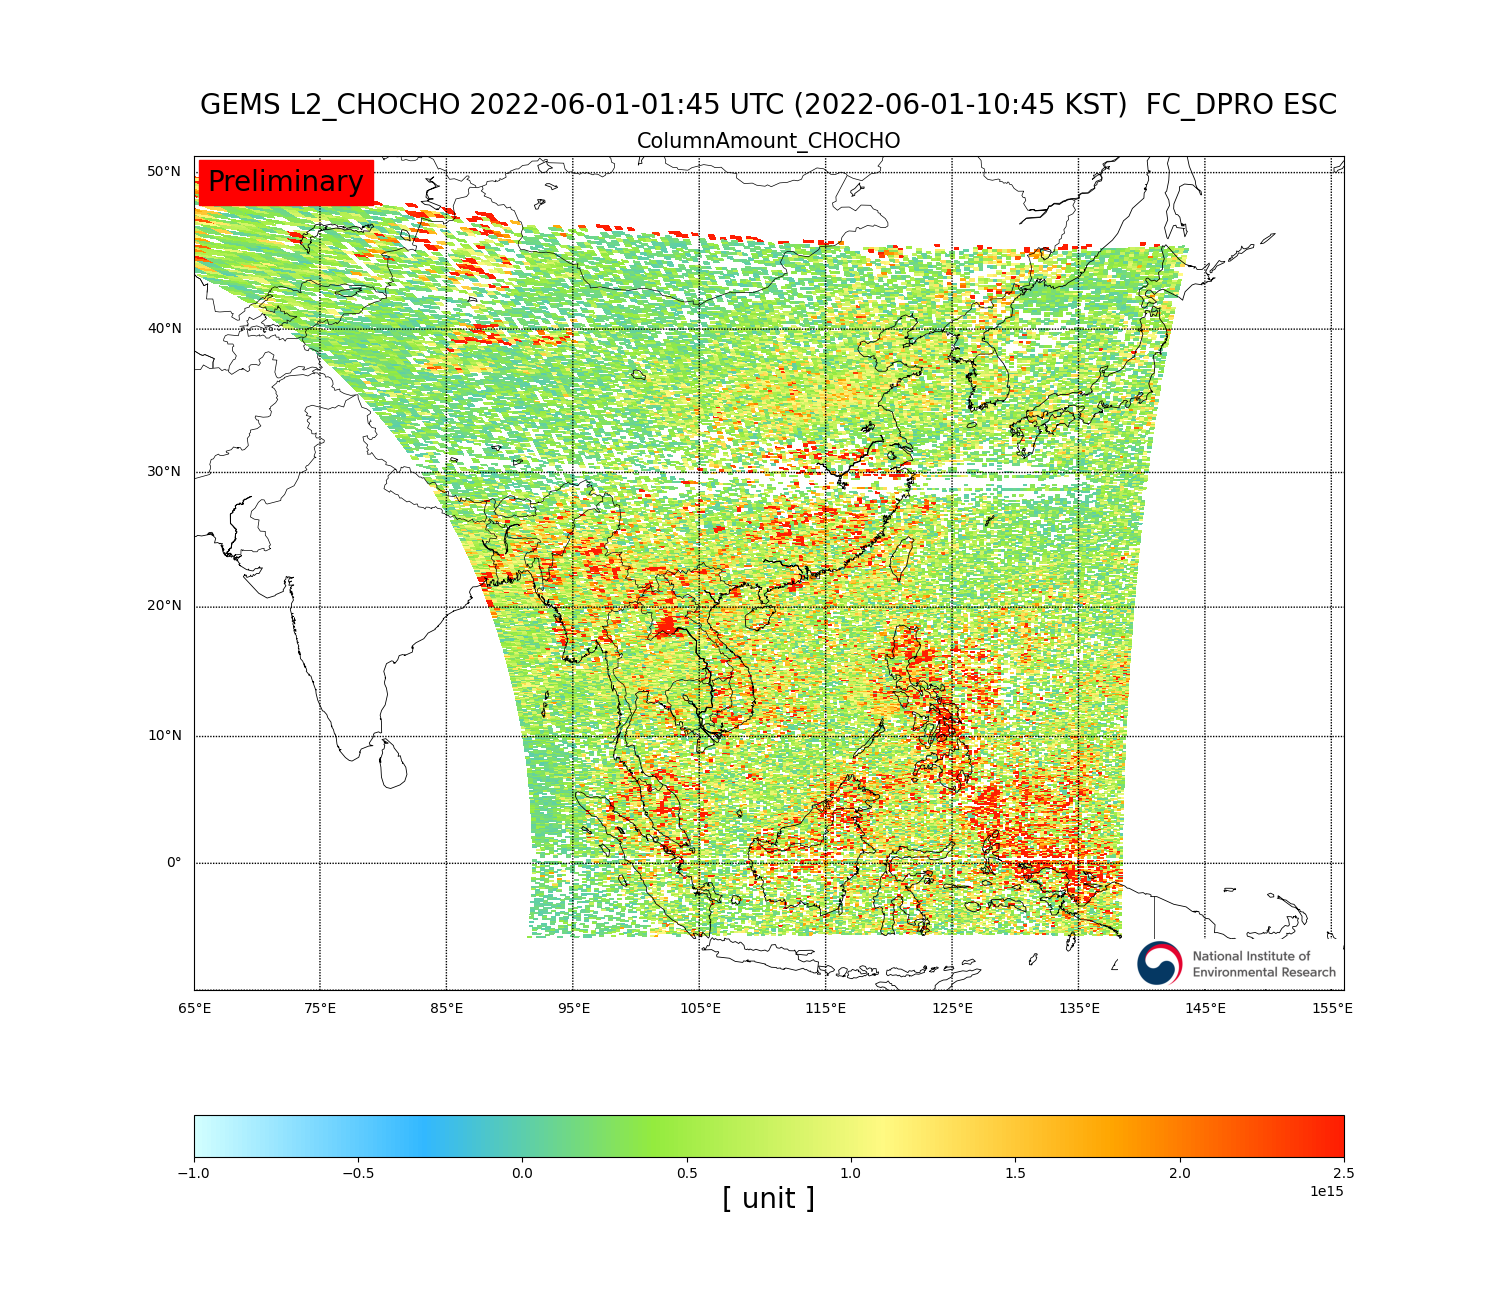 GEMS L2_CHOCHO 2022-06-01-01:45 UTC (2022-06-01-10:45 KST)  FC_DPRO ESC
ColumnAmount_CHOCHO
Preliminary
50°N
40°N
30°N
20°N
10°N
0°
National Institute of
Environmental Research
65°E 75°E 85°E 95°E 105°E 115°E 125°E 135°E 145°E 155°E
−1.0 −0.5 0.0 0.5 1.0 1.5 2.0 2.5
1e15
[ unit ]